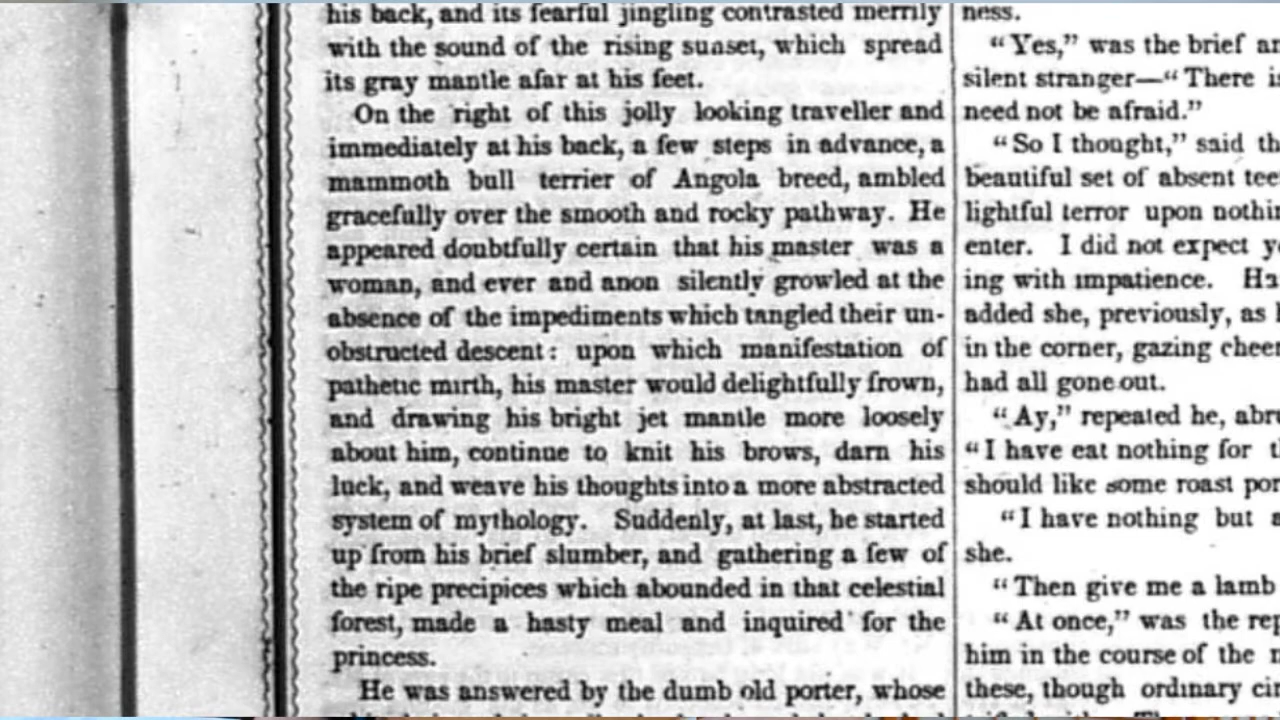 his back, and its fearful jingling contrasted merrily
with the sound of the rising sunset, which spread
its gray mantle afar at his feet.
On the right of this jolly looking traveller and
immediately at his back, a few steps in advance, a
mammoth bull terrier of Angola breed, ambled
gracefully over the smooth and rocky pathway. He
appeared doubtfully certain that his master was a
woman, and ever and anon silently growled at the
absence of the impediments which tangled their un-
obstructed descent: upon which manifestation of
pathetic mirth, his master would delightfully frown,
and drawing his bright jet mantle more loosely
about him, continue to knit his brows, darn his
luck, and weave his thoughts into a more abstracted
system of mythology. Suddenly, at last, he started
up from his brief slumber, and gathering a few of
the ripe precipices which abounded in that celestial
forest, made a hasty meal and inquired for the
princess.
He was answered by the dumb old porter, whose
ness.
“Yes,” was the brief an
silent stranger—“There is
need not be afraid.”
“So I thought,” said th
beautiful set of absent tee
lightful terror upon nothin
enter. I did not expect y
ing with impatience. Ha
added she, previously, as
in the corner, gazing cheer
had all gone out.
“Ay,” repeated he, abr
“I have eat nothing for t
should like some roast por
“I have nothing but a
she.
“Then give me a lamb
“At once,” was the rep
him in the course of the
these, though ordinary cir